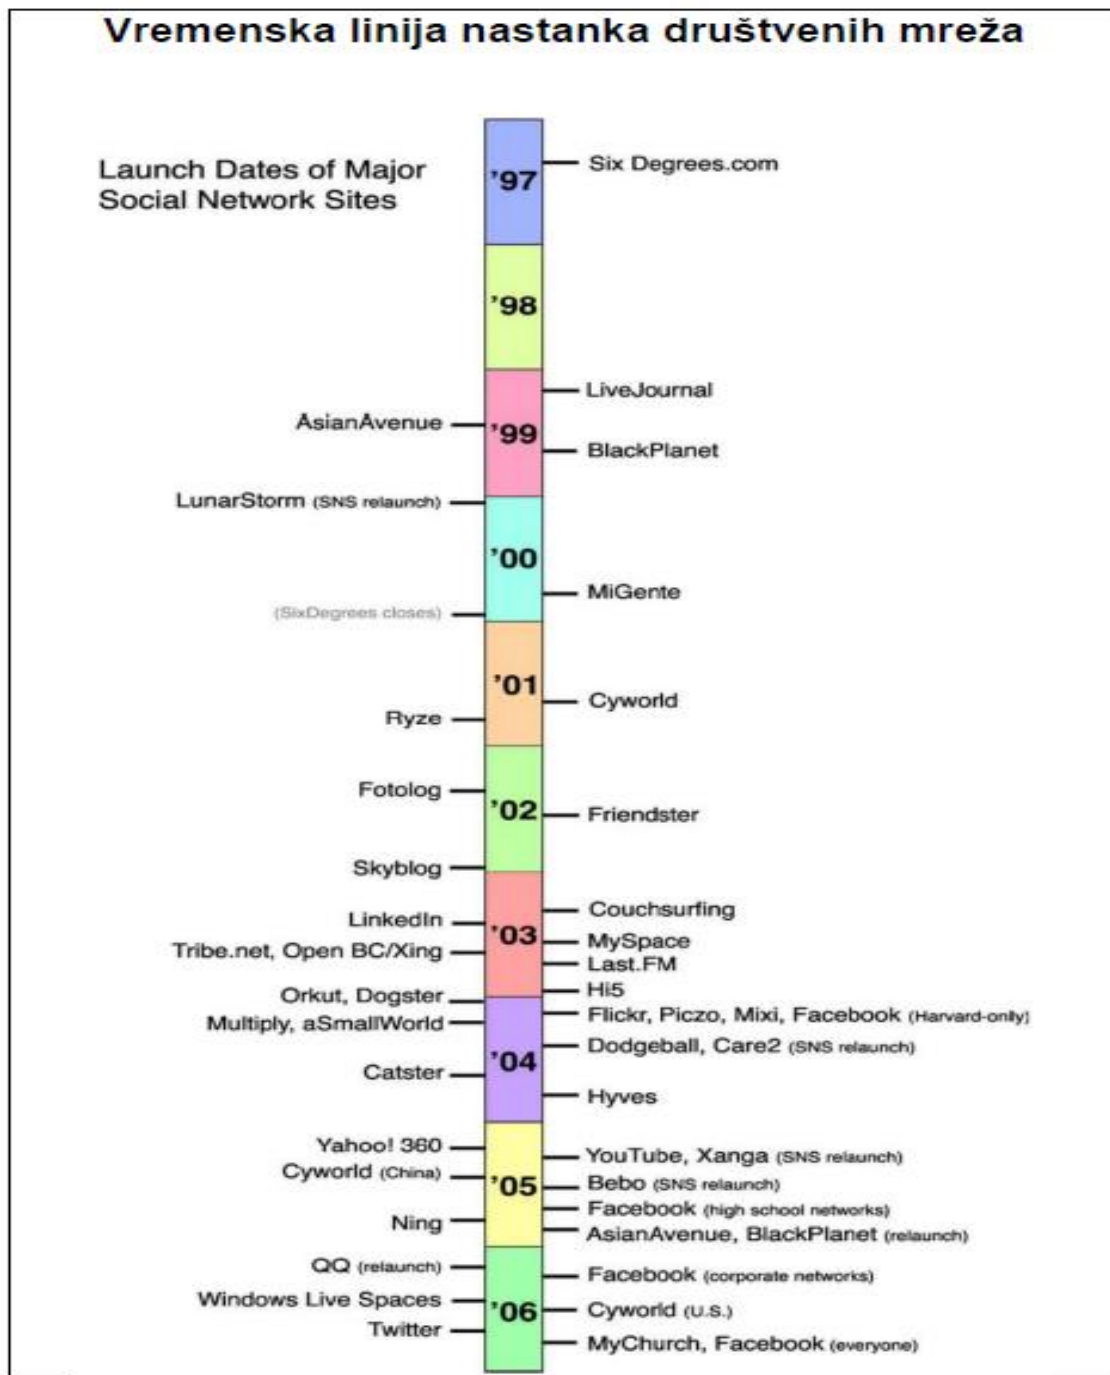 Vremenska linija nastanka društvenih mreža
Launch Dates of Major
Social Network Sites
'97
Six Degrees.com
'98
LiveJournal
AsianAvenue
'99
BlackPlanet
LunarStorm (SNS relaunch)
'00
MiGente
(SixDegrees closes)
'01
Cyworld
Ryze
Fotolog
'02
Friendster
Skyblog
Couchsurfing
LinkedIn
'03
MySpace
Tribe.net, Open BC/Xing
Last.FM
Hi5
Orkut, Dogster
Flickr, Piczo, Mixi, Facebook (Harvard-only)
Multiply, aSmallWorld
Dodgeball, Care2 (SNS relaunch)
'04
Catster
Hyves
Yahoo! 360
YouTube, Xanga (SNS relaunch)
Cyworld (China)
'05
Bebo (SNS relaunch)
Facebook (high school networks)
Ning
AsianAvenue, BlackPlanet (relaunch)
QQ (relaunch)
Facebook (corporate networks)
Windows Live Spaces
'06
Cyworld (U.S.)
Twitter
MyChurch, Facebook (everyone)